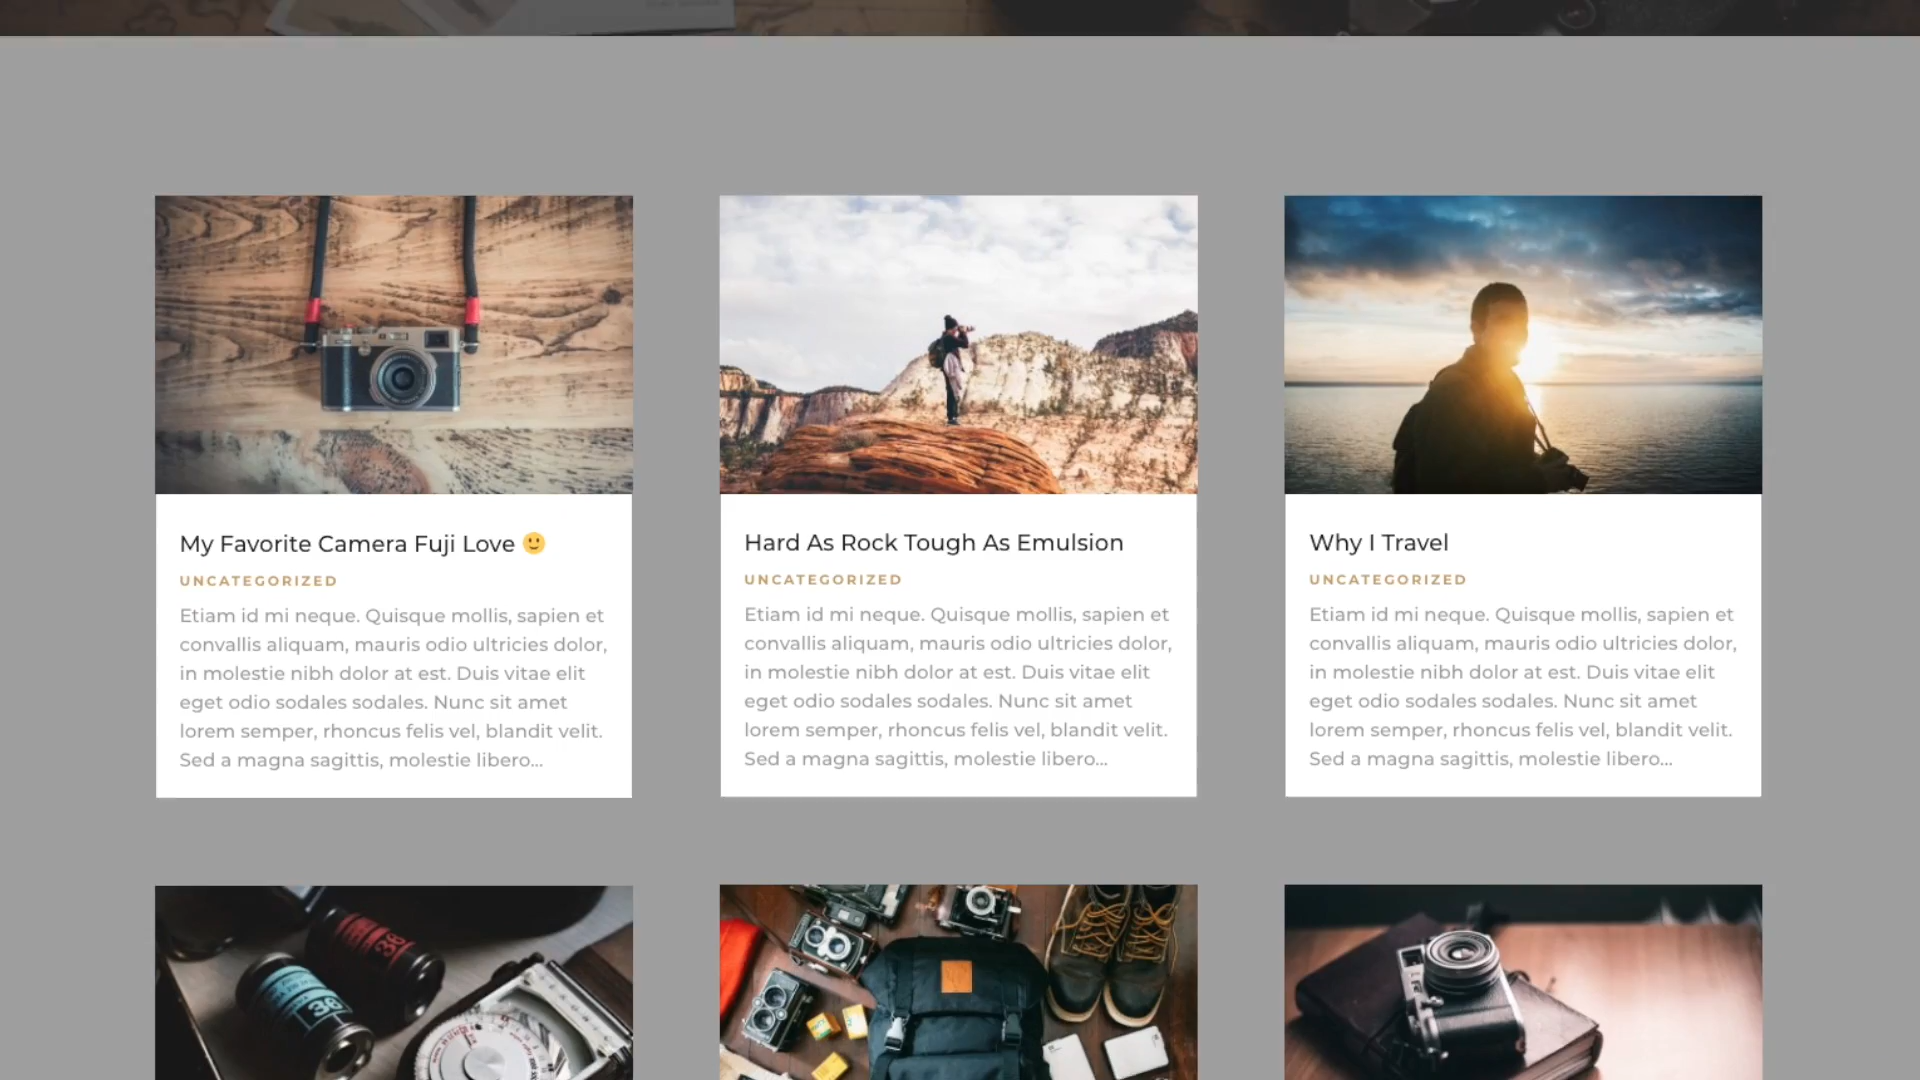 My Favorite Camera Fuji Love 🙂
UNCATEGORIZED
Etiam id mi neque. Quisque mollis, sapien et
convallis aliquam, mauris odio ultricies dolor,
in molestie nibh dolor at est. Duis vitae elit
eget odio sodales sodales. Nunc sit amet
lorem semper, rhoncus felis vel, blandit velit.
Sed a magna sagittis, molestie libero...
Hard As Rock Tough As Emulsion
UNCATEGORIZED
Etiam id mi neque. Quisque mollis, sapien et
convallis aliquam, mauris odio ultricies dolor,
in molestie nibh dolor at est. Duis vitae elit
eget odio sodales sodales. Nunc sit amet
lorem semper, rhoncus felis vel, blandit velit.
Sed a magna sagittis, molestie libero...
Why I Travel
UNCATEGORIZED
Etiam id mi neque. Quisque mollis, sapien et
convallis aliquam, mauris odio ultricies dolor,
in molestie nibh dolor at est. Duis vitae elit
eget odio sodales sodales. Nunc sit amet
lorem semper, rhoncus felis vel, blandit velit.
Sed a magna sagittis, molestie libero...
36
36